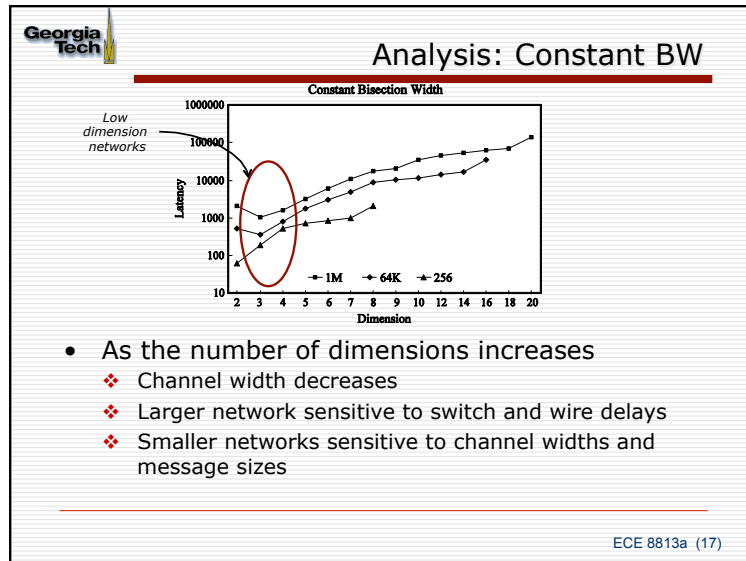 Georgia
Tech
Analysis: Constant BW
Constant Bisection Width
Low
dimension
networks
1000000
100000
10000
1000
100
10
Latency
1M 64K 256
2 3 4 5 6 7 8 9 10 12 14 16 18 20
Dimension
• As the number of dimensions increases
❖ Channel width decreases
❖ Larger network sensitive to switch and wire delays
❖ Smaller networks sensitive to channel widths and
message sizes
ECE 8813a (17)